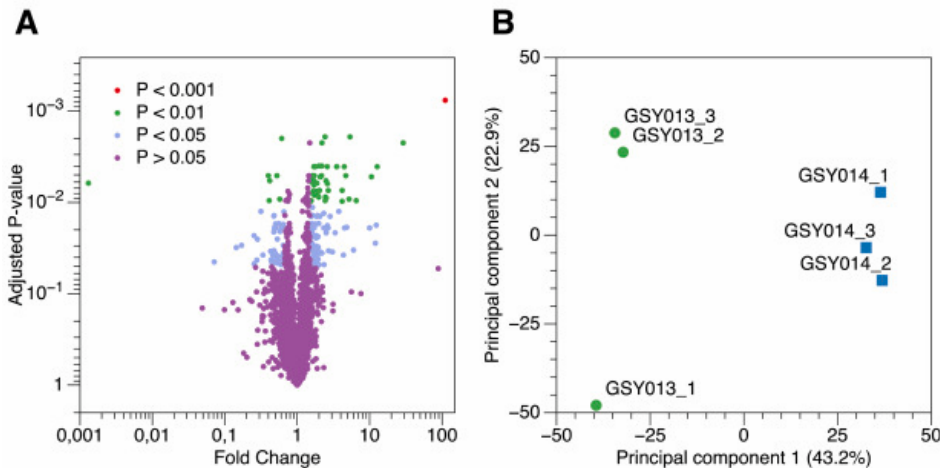 A
P < 0.001
P < 0.01
P < 0.05
P > 0.05
Adjusted P-value
10⁻³
10⁻²
10⁻¹
1
0,001
0,01
0,1
1
10
100
Fold Change
B
50
25
0
−25
−50
Principal component 2 (22.9%)
GSY013_3
GSY013_2
GSY014_1
GSY014_3
GSY014_2
GSY013_1
−50
−25
0
25
50
Principal component 1 (43.2%)